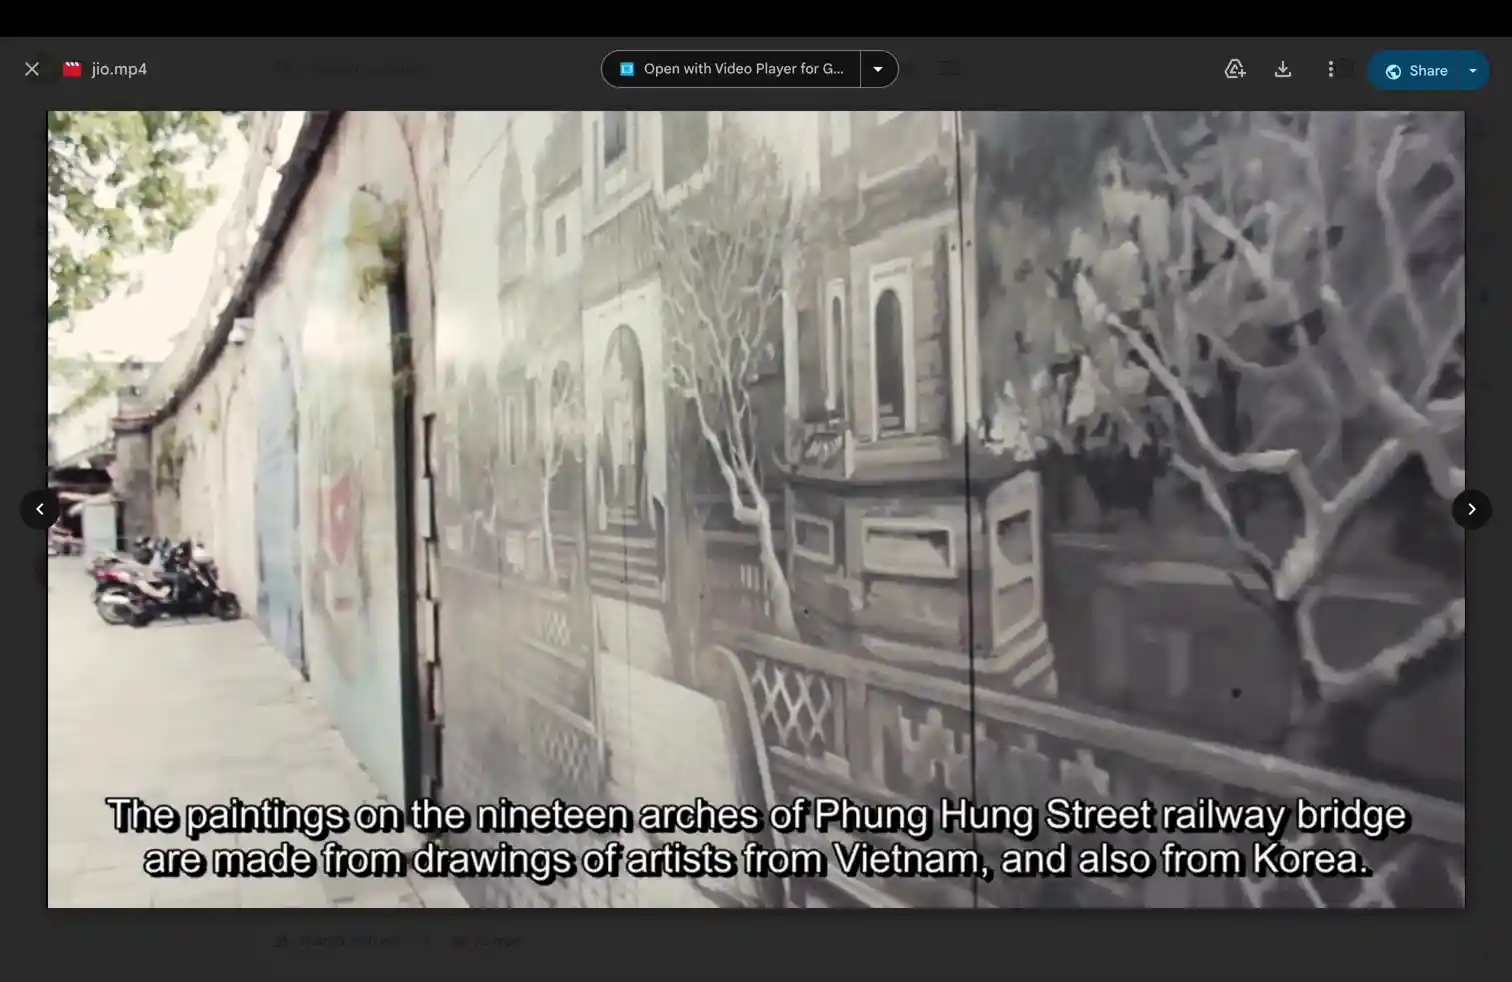 jio.mp4
Open with Video Player for G...
Share
The paintings on the nineteen arches of Phung Hung Street railway bridge
are made from drawings of artists from Vietnam, and also from Korea.